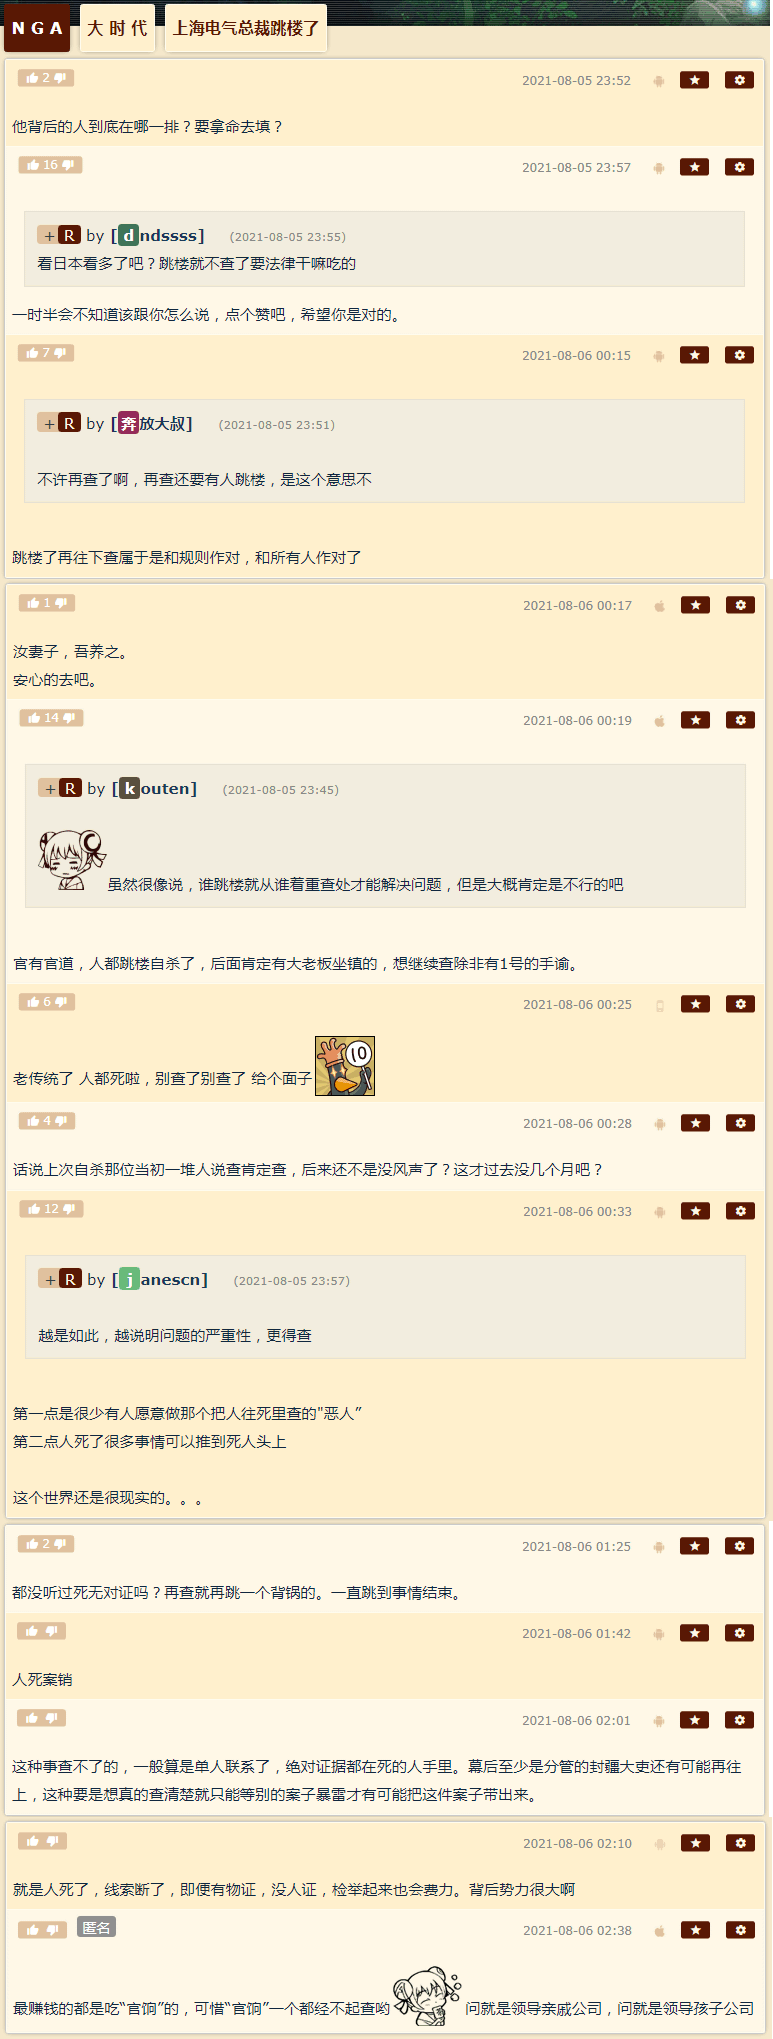 N G A 大 时 代 上海电气总裁跳楼了
2 2021-08-05 23:52
他背后的人到底在哪一排？要拿命去填？
16 2021-08-05 23:57
+ R by [dndssss] (2021-08-05 23:55)
看日本看多了吧？跳楼就不查了要法律干嘛吃的
一时半会不知道该跟你怎么说，点个赞吧，希望你是对的。
7 2021-08-06 00:15
+ R by [奔放大叔] (2021-08-05 23:51)
不许再查了啊，再查还要有人跳楼，是这个意思不
跳楼了再往下查属于是和规则作对，和所有人作对了
1 2021-08-06 00:17
汝妻子，吾养之。
安心的去吧。
14 2021-08-06 00:19
+ R by [kouten] (2021-08-05 23:45)
虽然很像说，谁跳楼就从谁着重查处才能解决问题，但是大概肯定是不行的吧
官有官道，人都跳楼自杀了，后面肯定有大老板坐镇的，想继续查除非有1号的手谕。
6 2021-08-06 00:25
老传统了 人都死啦，别查了别查了 给个面子 10
4 2021-08-06 00:28
话说上次自杀那位当初一堆人说查肯定查，后来还不是没风声了？这才过去没几个月吧？
12 2021-08-06 00:33
+ R by [janescn] (2021-08-05 23:57)
越是如此，越说明问题的严重性，更得查
第一点是很少有人愿意做那个把人往死里查的"恶人”
第二点人死了很多事情可以推到死人头上
这个世界还是很现实的。。。
2 2021-08-06 01:25
都没听过死无对证吗？再查就再跳一个背锅的。一直跳到事情结束。
2021-08-06 01:42
人死案销
2021-08-06 02:01
这种事查不了的，一般算是单人联系了，绝对证据都在死的人手里。幕后至少是分管的封疆大吏还有可能再往
上，这种要是想真的查清楚就只能等别的案子暴雷才有可能把这件案子带出来。
2021-08-06 02:10
就是人死了，线索断了，即便有物证，没人证，检举起来也会费力。背后势力很大啊
匿名 2021-08-06 02:38
最赚钱的都是吃“官饷”的，可惜“官饷”一个都经不起查哟 问就是领导亲戚公司，问就是领导孩子公司